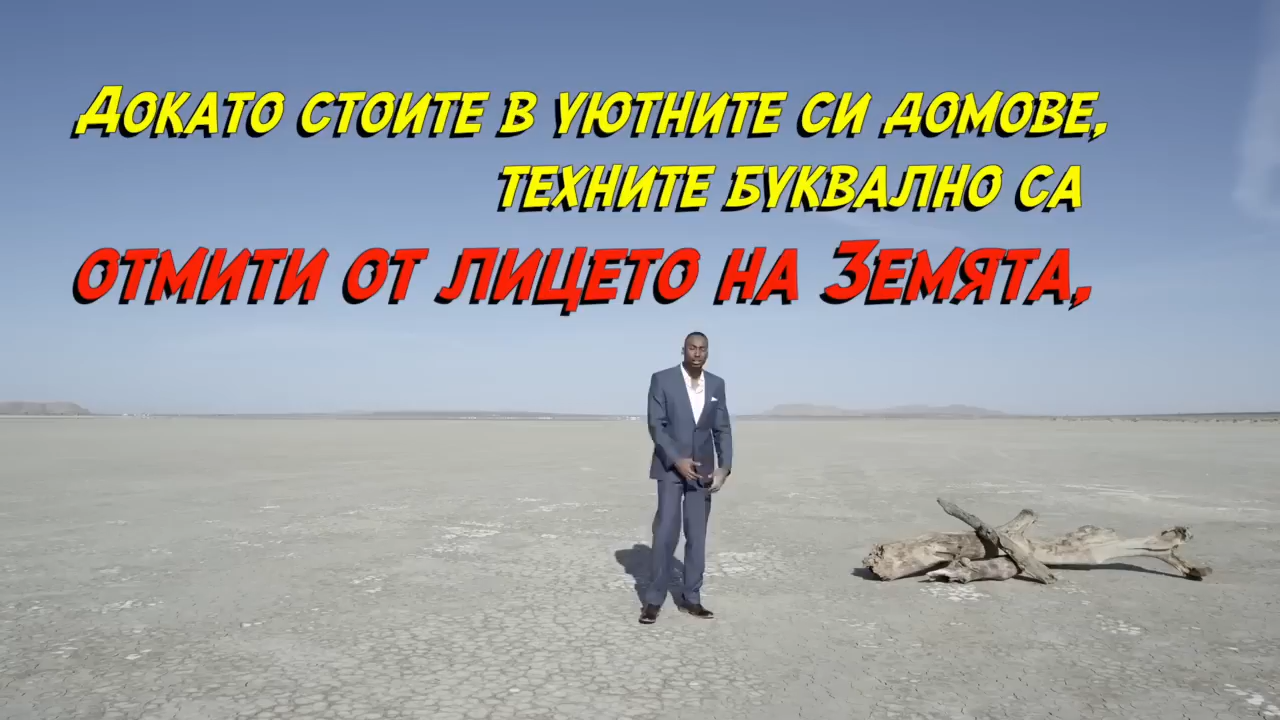 Докато стоите в уютните си домове,
техните буквално са
отмити от лицето на Земята,